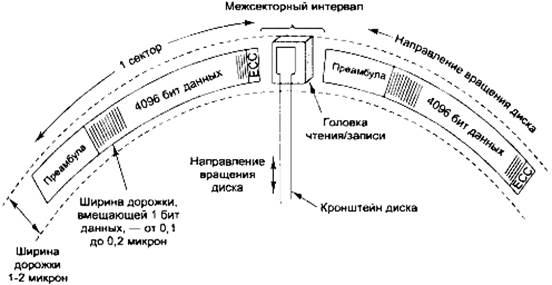 Межсекторный интервал
1 сектор
Направление вращения диска
Преамбула
4096 бит данных
ECC
Преамбула
4096 бит данных
ECC
Головка
чтения/записи
Направление
вращения
диска
Кронштейн диска
Ширина дорожки,
вмещающей 1 бит
данных, — от 0,1
до 0,2 микрон
Ширина
дорожки
1-2 микрон